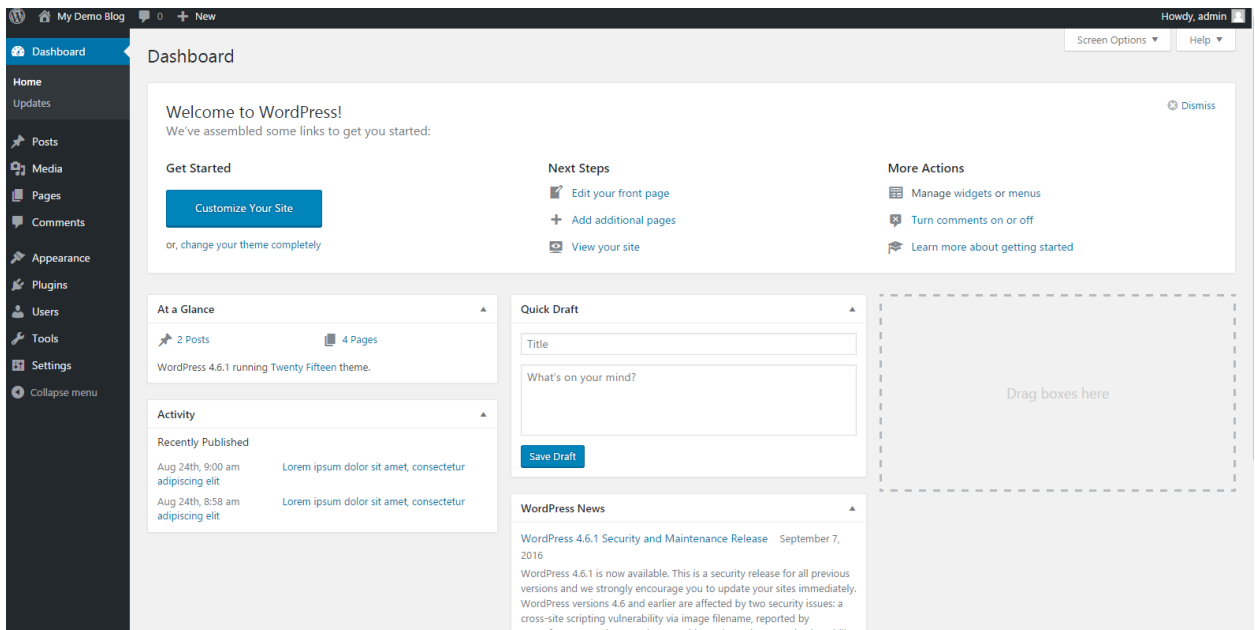 My Demo Blog 0 New Howdy, admin
Dashboard
Home
Updates
Posts
Media
Pages
Comments
Appearance
Plugins
Users
Tools
Settings
Collapse menu
Screen Options Help
Dashboard
Welcome to WordPress!
We've assembled some links to get you started:
Dismiss
Get Started
Customize Your Site
or, change your theme completely
Next Steps
Edit your front page
Add additional pages
View your site
More Actions
Manage widgets or menus
Turn comments on or off
Learn more about getting started
At a Glance
2 Posts 4 Pages
WordPress 4.6.1 running Twenty Fifteen theme.
Activity
Recently Published
Aug 24th, 9:00 am Lorem ipsum dolor sit amet, consectetur
adipiscing elit
Aug 24th, 8:58 am Lorem ipsum dolor sit amet, consectetur
adipiscing elit
Quick Draft
Title
What's on your mind?
Save Draft
WordPress News
WordPress 4.6.1 Security and Maintenance Release September 7,
2016
WordPress 4.6.1 is now available. This is a security release for all previous
versions and we strongly encourage you to update your sites immediately.
WordPress versions 4.6 and earlier are affected by two security issues: a
cross-site scripting vulnerability via image filename, reported by
Drag boxes here